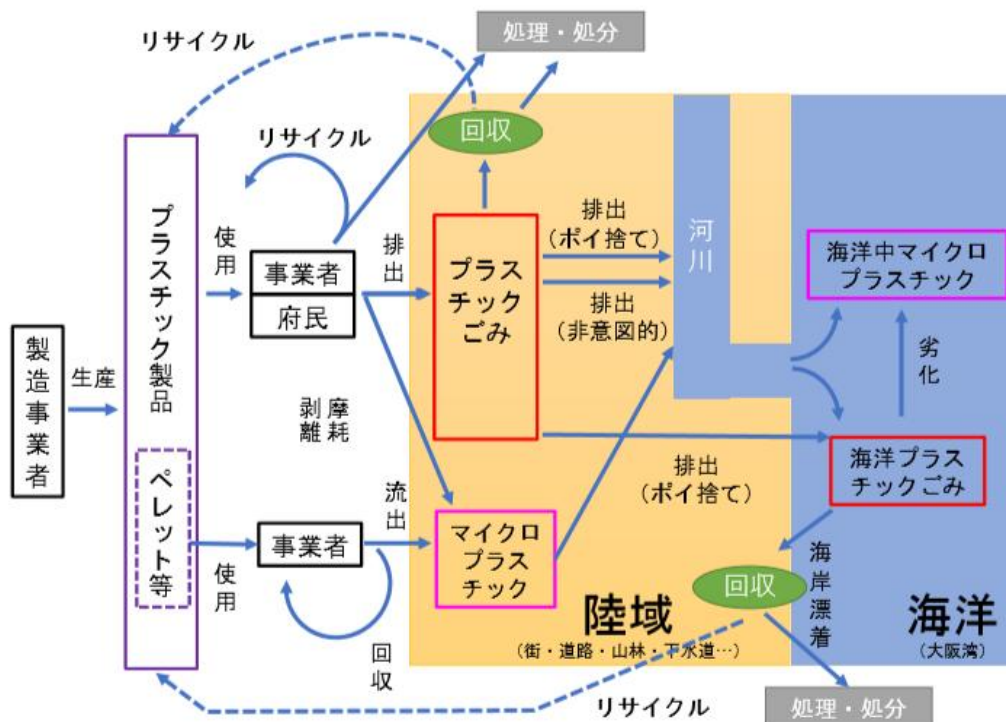 処理・処分
リサイクル
回収
リサイクル
プラスチック製品
使用
排出
排出
(ポイ捨て)
河川
事業者
府民
プラス
チック
ごみ
排出
(非意図的)
海洋中マイクロ
プラスチック
製造事業者
生産
劣化
剥離
摩耗
海洋プラス
チックごみ
排出
(ポイ捨て)
ペレット等
使用
事業者
流出
マイクロ
プラス
チック
回収
海岸漂着
回収
陸域
(街・道路・山林・下水道…)
海洋
(大阪湾)
リサイクル
処理・処分